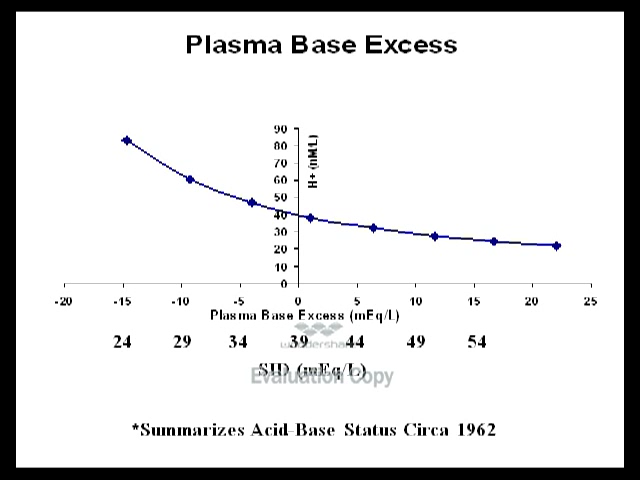 Plasma Base Excess
90
80
70
60
50
40
30
20
10
0
H+ (nM/L)
-20 -15 -10 -5 0 5 10 15 20 25
Plasma Base Excess (mEq/L)
24 29 34 39 44 49 54
wondershare
SID (mEq/L)
Evaluation Copy
*Summarizes Acid-Base Status Circa 1962